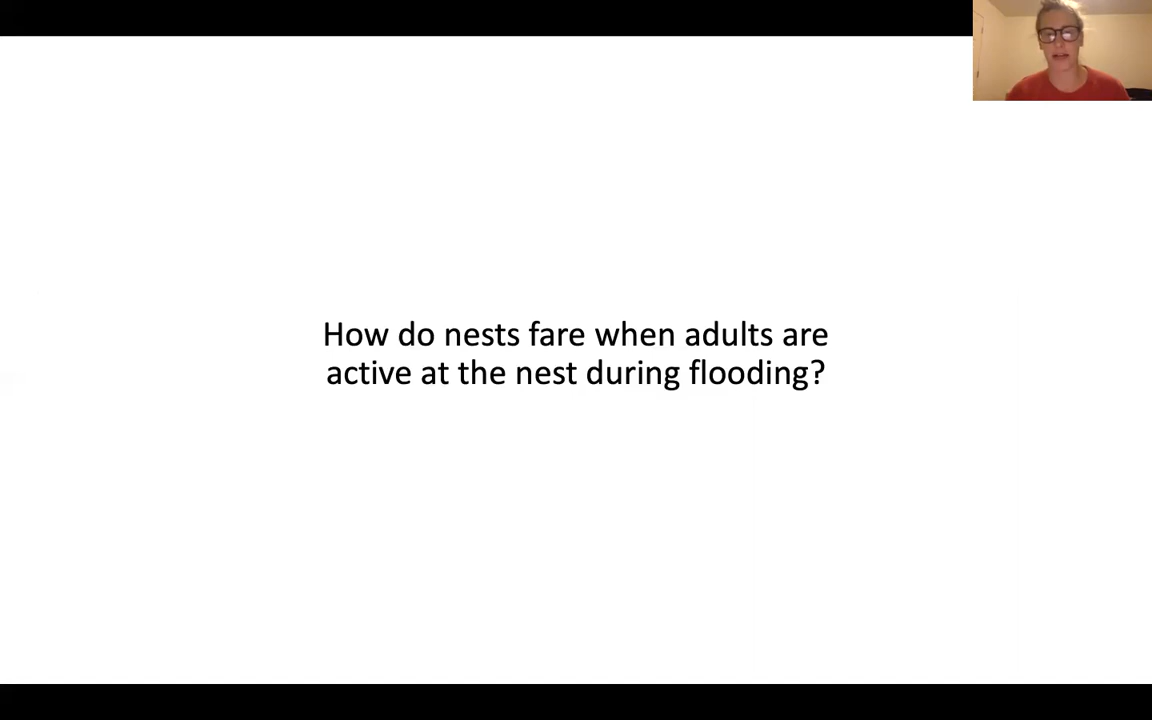 How do nests fare when adults are
active at the nest during flooding?